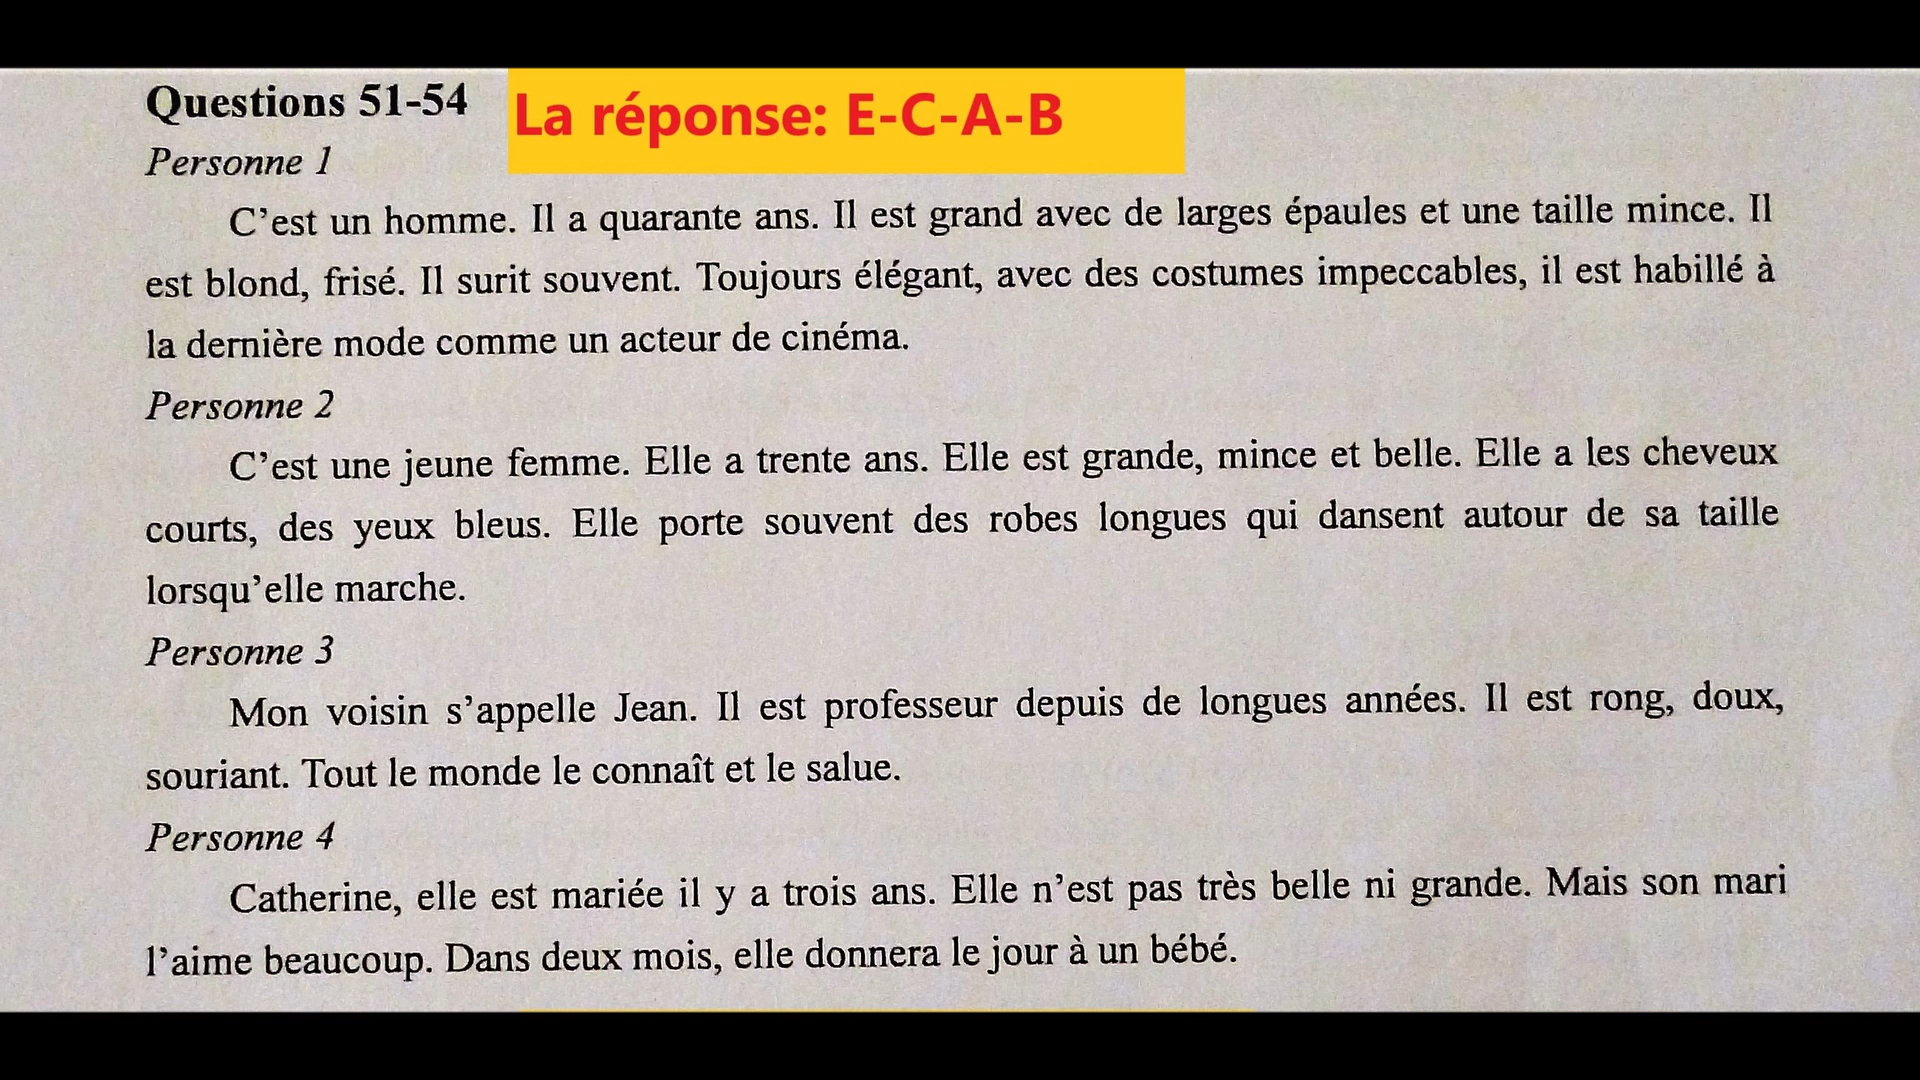 Questions 51-54
La réponse: E-C-A-B
Personne 1
C’est un homme. Il a quarante ans. Il est grand avec de larges épaules et une taille mince. Il
est blond, frisé. Il surit souvent. Toujours élégant, avec des costumes impeccables, il est habillé à
la dernière mode comme un acteur de cinéma.
Personne 2
C’est une jeune femme. Elle a trente ans. Elle est grande, mince et belle. Elle a les cheveux
courts, des yeux bleus. Elle porte souvent des robes longues qui dansent autour de sa taille
lorsqu’elle marche.
Personne 3
Mon voisin s’appelle Jean. Il est professeur depuis de longues années. Il est rong, doux,
souriant. Tout le monde le connaît et le salue.
Personne 4
Catherine, elle est mariée il y a trois ans. Elle n’est pas très belle ni grande. Mais son mari
l’aime beaucoup. Dans deux mois, elle donnera le jour à un bébé.